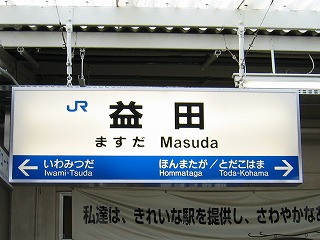 JR 益田
ますだ Masuda
← いわみつだ ほんまたが／とだこはま →
Iwami-Tsuda Hommataga Toda-Kohama
私達は、きれいな駅を提供し、さわやかな